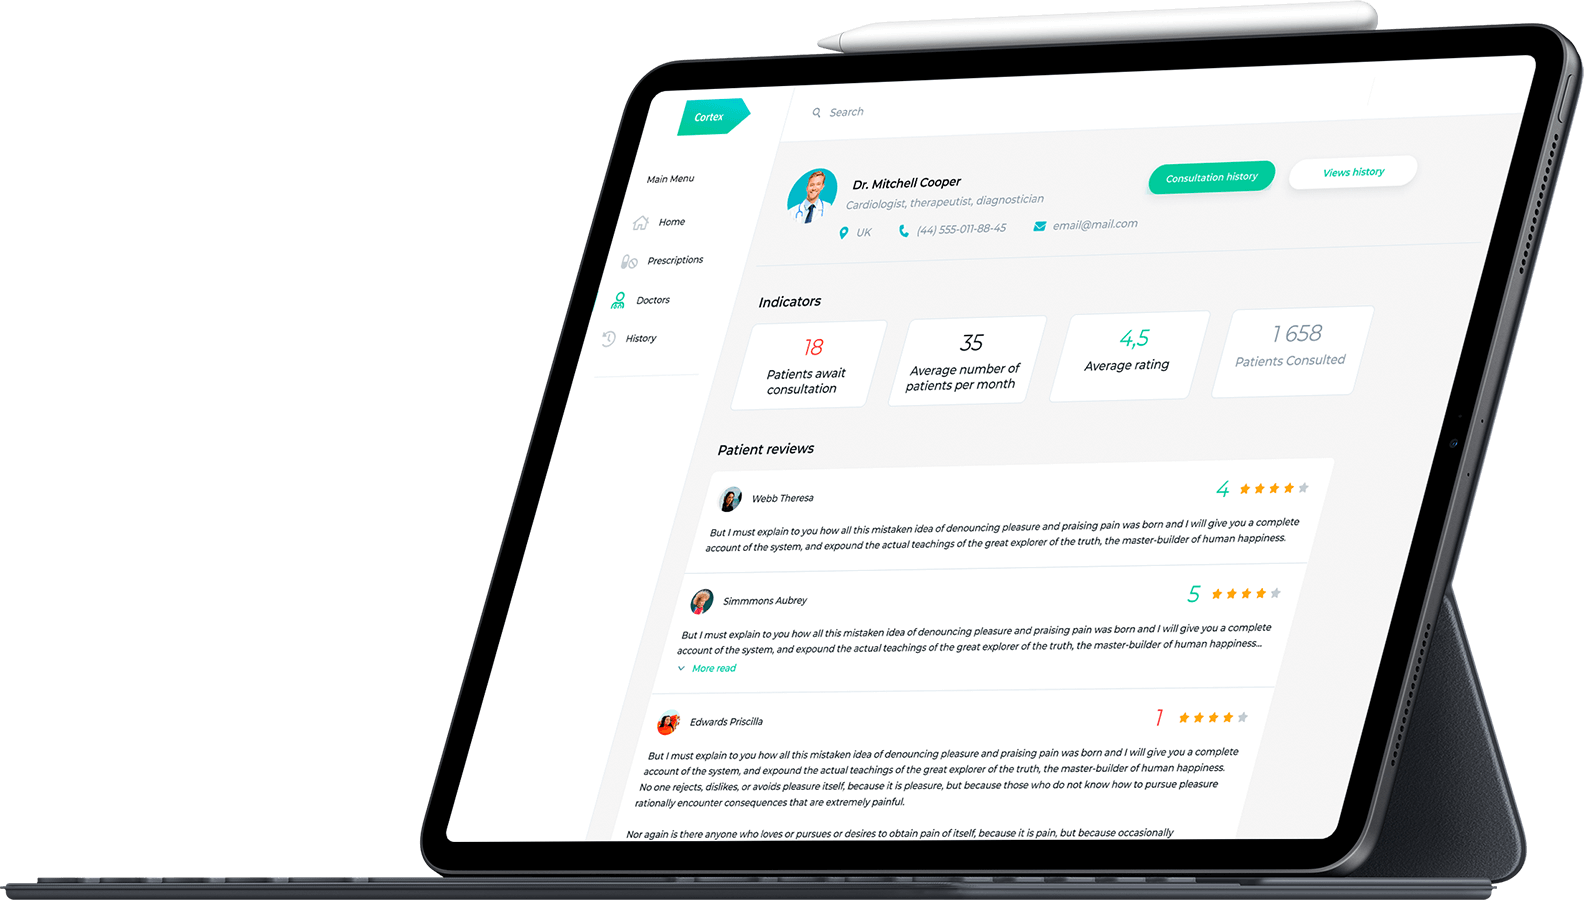 Cortex
Search
Main Menu
Home
Prescriptions
Doctors
History
Dr. Mitchell Cooper
Cardiologist, therapeutist, diagnostician
UK
(44) 555-011-88-45
email@mail.com
Consultation history
Views history
Indicators
18
Patients await
consultation
35
Average number of
patients per month
4,5
Average rating
1 658
Patients Consulted
Patient reviews
Webb Theresa
4
But I must explain to you how all this mistaken idea of denouncing pleasure and praising pain was born and I will give you a complete
account of the system, and expound the actual teachings of the great explorer of the truth, the master-builder of human happiness.
Simmmons Aubrey
5
But I must explain to you how all this mistaken idea of denouncing pleasure and praising pain was born and I will give you a complete
account of the system, and expound the actual teachings of the great explorer of the truth, the master-builder of human happiness...
More read
Edwards Priscilla
1
But I must explain to you how all this mistaken idea of denouncing pleasure and praising pain was born and I will give you a complete
account of the system, and expound the actual teachings of the great explorer of the truth, the master-builder of human happiness.
No one rejects, dislikes, or avoids pleasure itself, because it is pleasure, but because those who do not know how to pursue pleasure
rationally encounter consequences that are extremely painful.
Nor again is there anyone who loves or pursues or desires to obtain pain of itself, because it is pain, but because occasionally